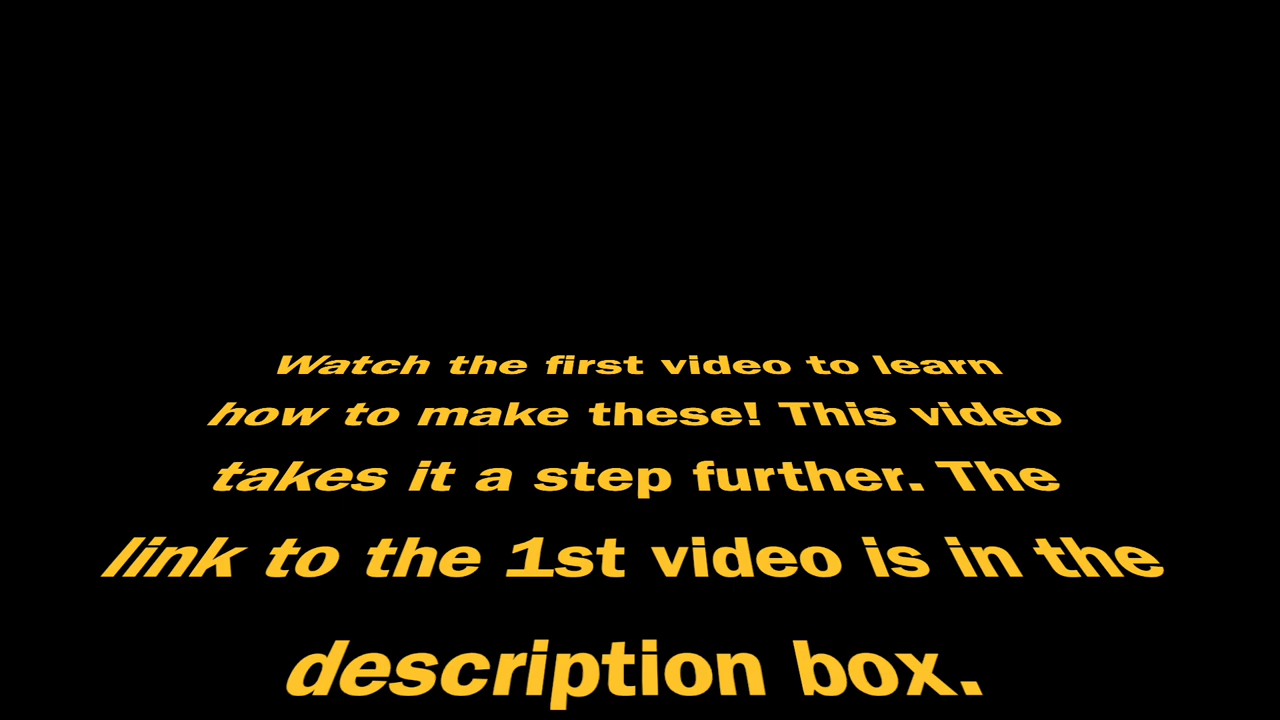 Watch the first video to learn
how to make these! This video
takes it a step further. The
link to the 1st video is in the
description box.